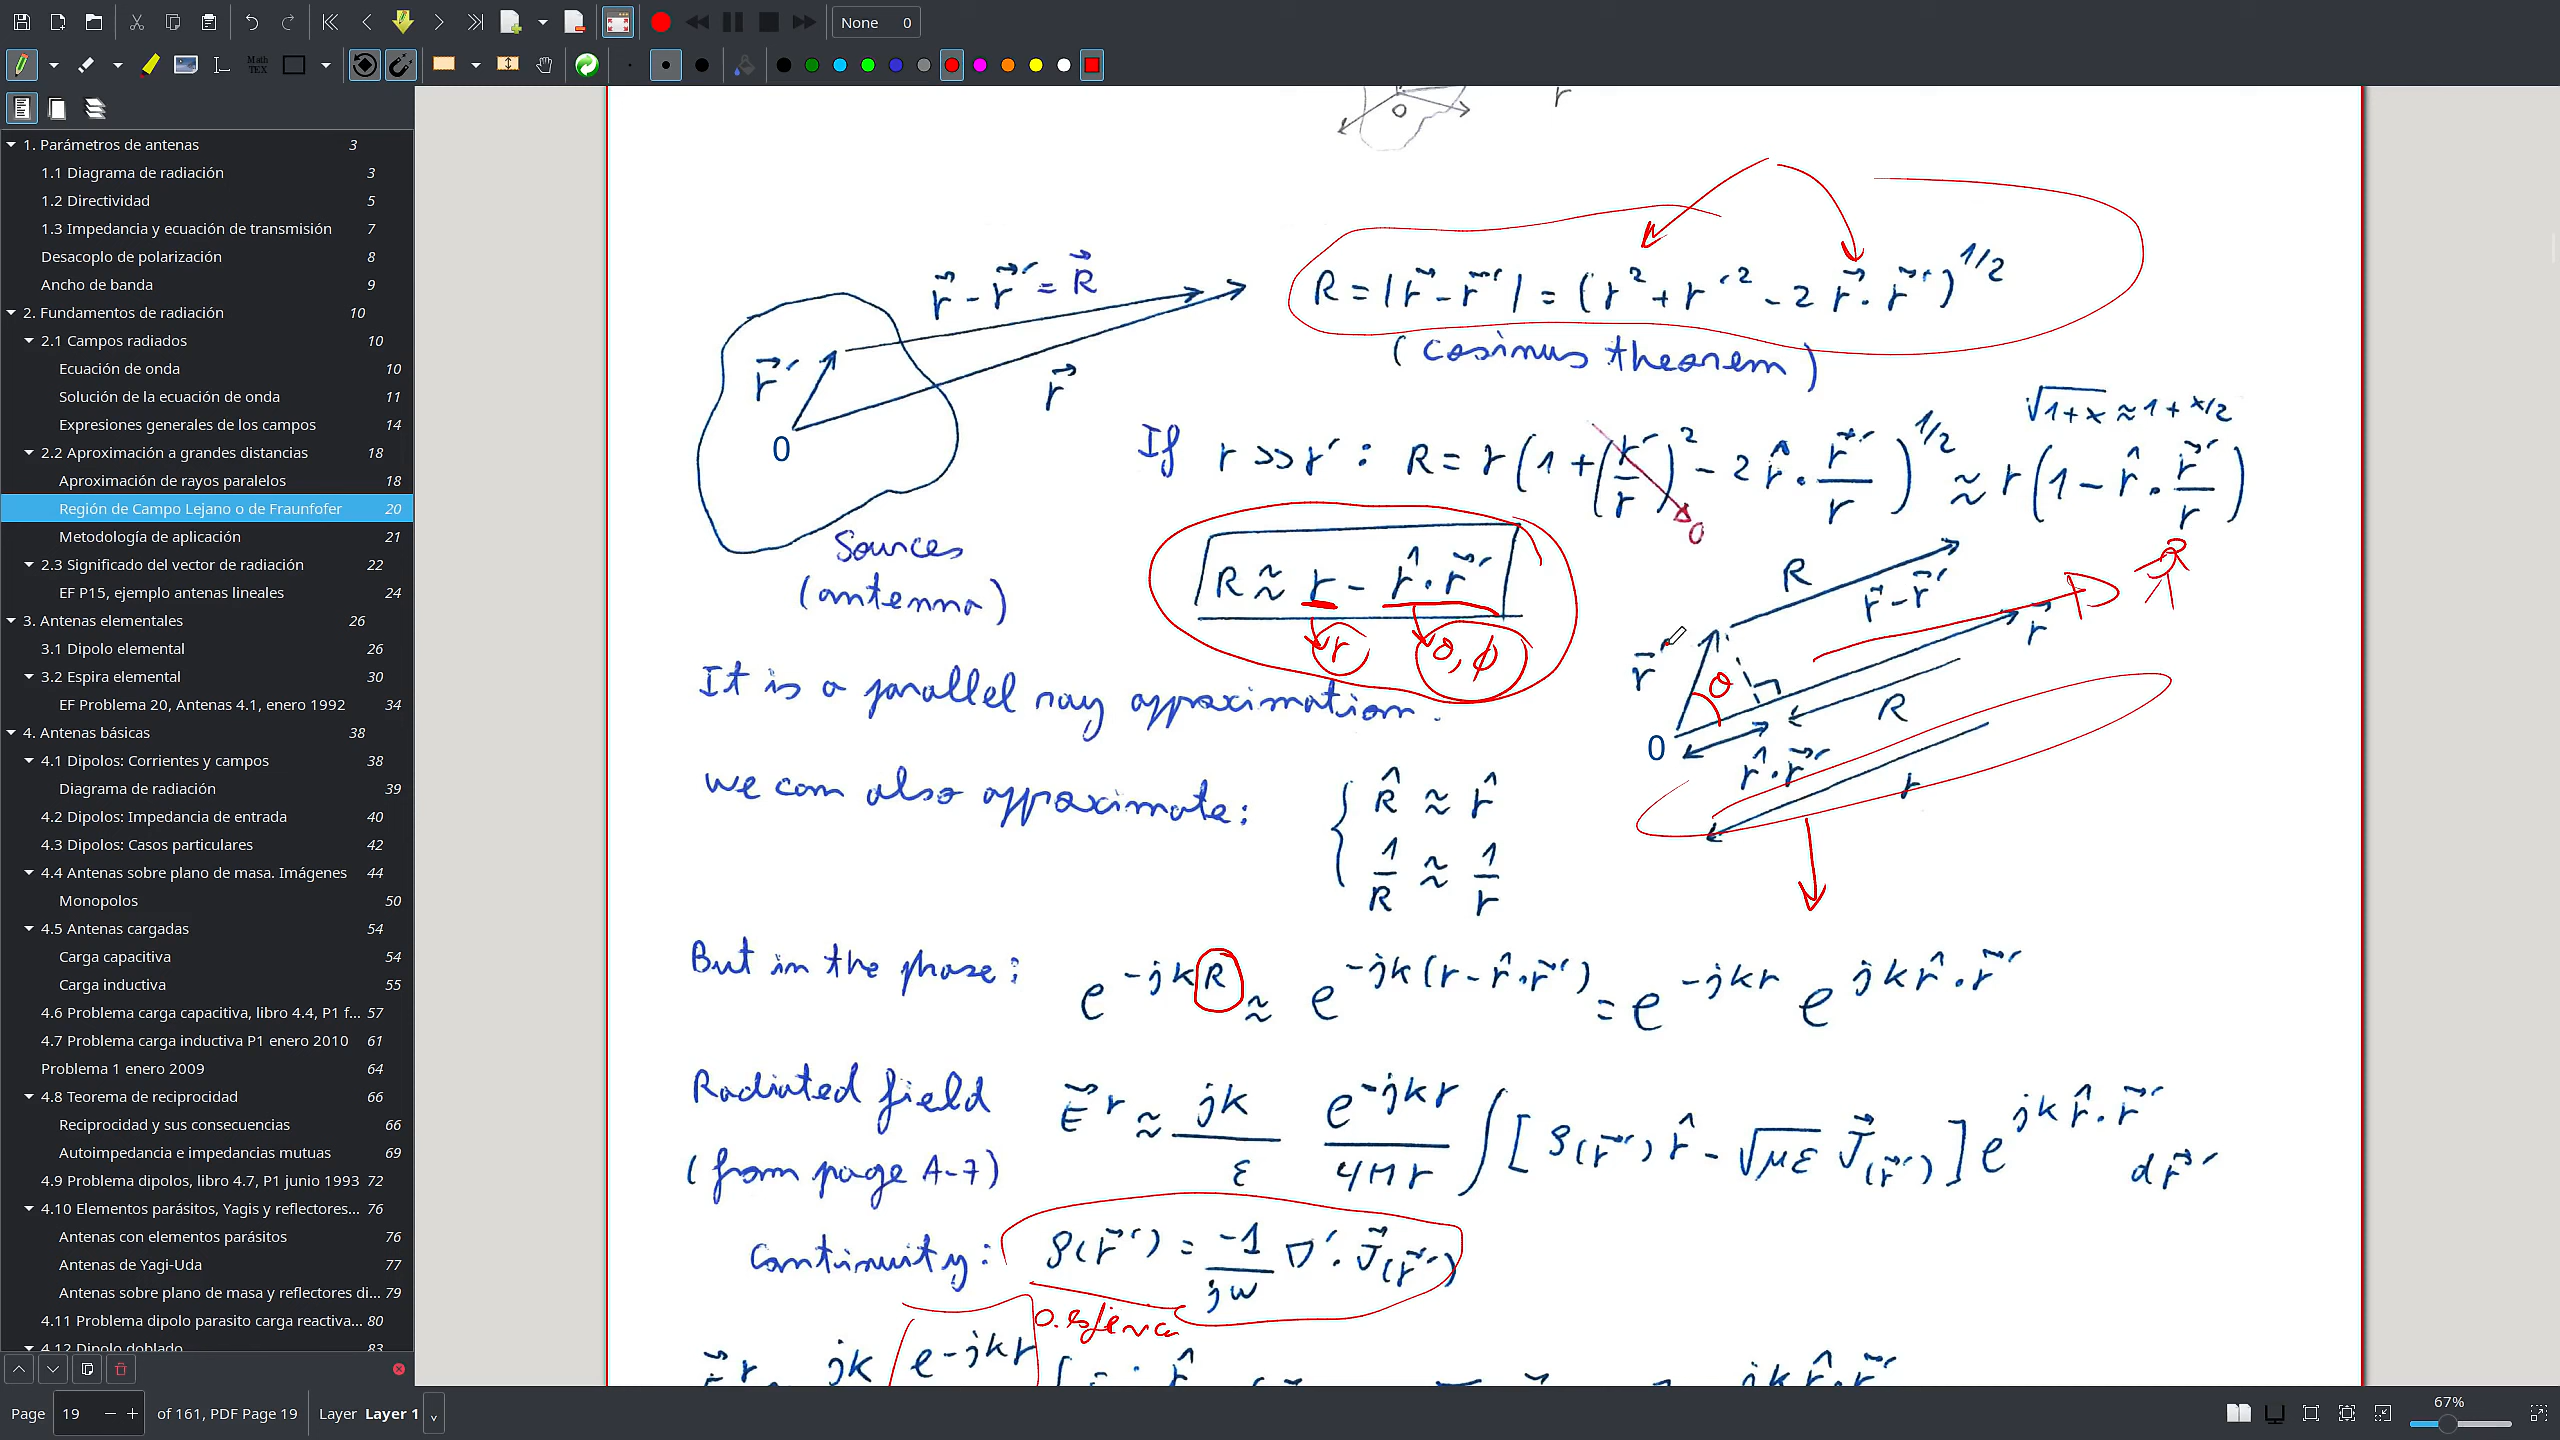 None 0
Math TEX
1. Parámetros de antenas 3
1.1 Diagrama de radiación 3
1.2 Directividad 5
1.3 Impedancia y ecuación de transmisión 7
Desacoplo de polarización 8
Ancho de banda 9
2. Fundamentos de radiación 10
2.1 Campos radiados 10
Ecuación de onda 10
Solución de la ecuación de onda 11
Expresiones generales de los campos 14
2.2 Aproximación a grandes distancias 18
Aproximación de rayos paralelos 18
Región de Campo Lejano o de Fraunfofer 20
Metodología de aplicación 21
2.3 Significado del vector de radiación 22
EF P15, ejemplo antenas lineales 24
3. Antenas elementales 26
3.1 Dipolo elemental 26
3.2 Espira elemental 30
EF Problema 20, Antenas 4.1, enero 1992 34
4. Antenas básicas 38
4.1 Dipolos: Corrientes y campos 38
Diagrama de radiación 39
4.2 Dipolos: Impedancia de entrada 40
4.3 Dipolos: Casos particulares 42
4.4 Antenas sobre plano de masa. Imágenes 44
Monopolos 50
4.5 Antenas cargadas 54
Carga capacitiva 54
Carga inductiva 55
4.6 Problema carga capacitiva, libro 4.4, P1 f... 57
4.7 Problema carga inductiva P1 enero 2010 61
Problema 1 enero 2009 64
4.8 Teorema de reciprocidad 66
Reciprocidad y sus consecuencias 66
Autoimpedancia e impedancias mutuas 69
4.9 Problema dipolos, libro 4.7, P1 junio 1993 72
4.10 Elementos parásitos, Yagis y reflectores... 76
Antenas con elementos parásitos 76
Antenas de Yagi-Uda 77
Antenas sobre plano de masa y reflectores di... 79
4.11 Problema dipolo parasito carga reactiva... 80
4.12 Dipolo doblado 83
Page 19 of 161, PDF Page 19 Layer Layer 1
67%
0 r
r⃗ - r⃗′ = R⃗
R = |r⃗ - r⃗′| = (r² + r′² - 2 r⃗ · r⃗′)^1/2
(cosinus theorem)
r⃗′
r⃗
0
√1+x ≈ 1 + x/2
If r >> r′ : R = r(1 + (r′/r)² - 2 r̂ · r⃗′/r)^1/2 ≈ r(1 - r̂ · r⃗′/r)
0
Sources
(antenna)
R ≈ r - r̂ · r⃗′
r θ, ϕ
R
r⃗ - r⃗′
r⃗
r⃗′
θ
R
0
r̂ · r⃗′
r
It is a parallel ray approximation.
We can also approximate: { R̂ ≈ r̂
1/R ≈ 1/r
But in the phase: e^-jkR ≈ e^-jk(r - r̂ · r⃗′) = e^-jkr e^jk r̂ · r⃗′
Radiated field E⃗ʳ ≈ jk/ε e^-jkr/4πr ∫ [ρ(r⃗′) r̂ - √με J⃗(r⃗′)] e^jk r̂ · r⃗′ dr⃗′
(from page A-7)
Continuity: ρ(r⃗′) = -1/jω ∇′ · J⃗(r⃗′)
jk e^-jkr
jk r̂ · r⃗′